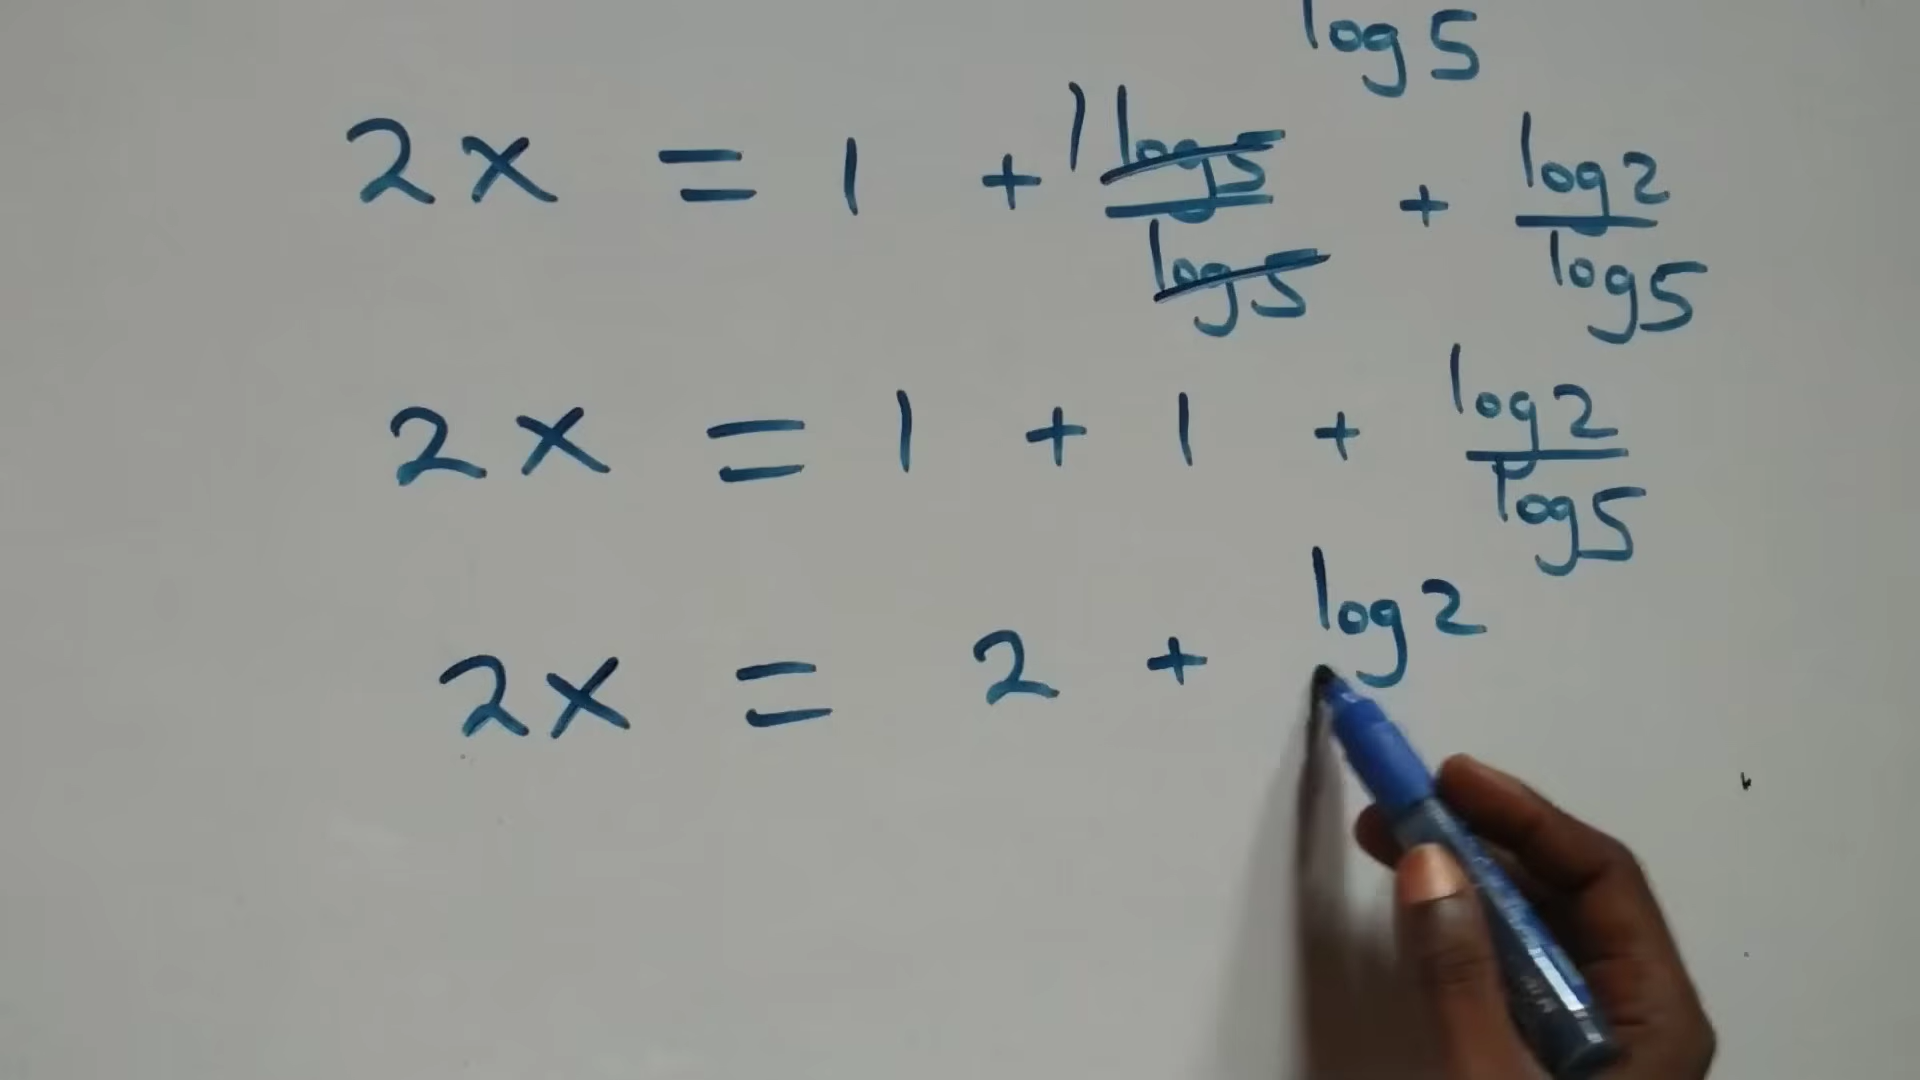 log 5
2x = 1 + 1 log5/log5 + log2/log5
2x = 1 + 1 + log2/log5
2x = 2 + log2